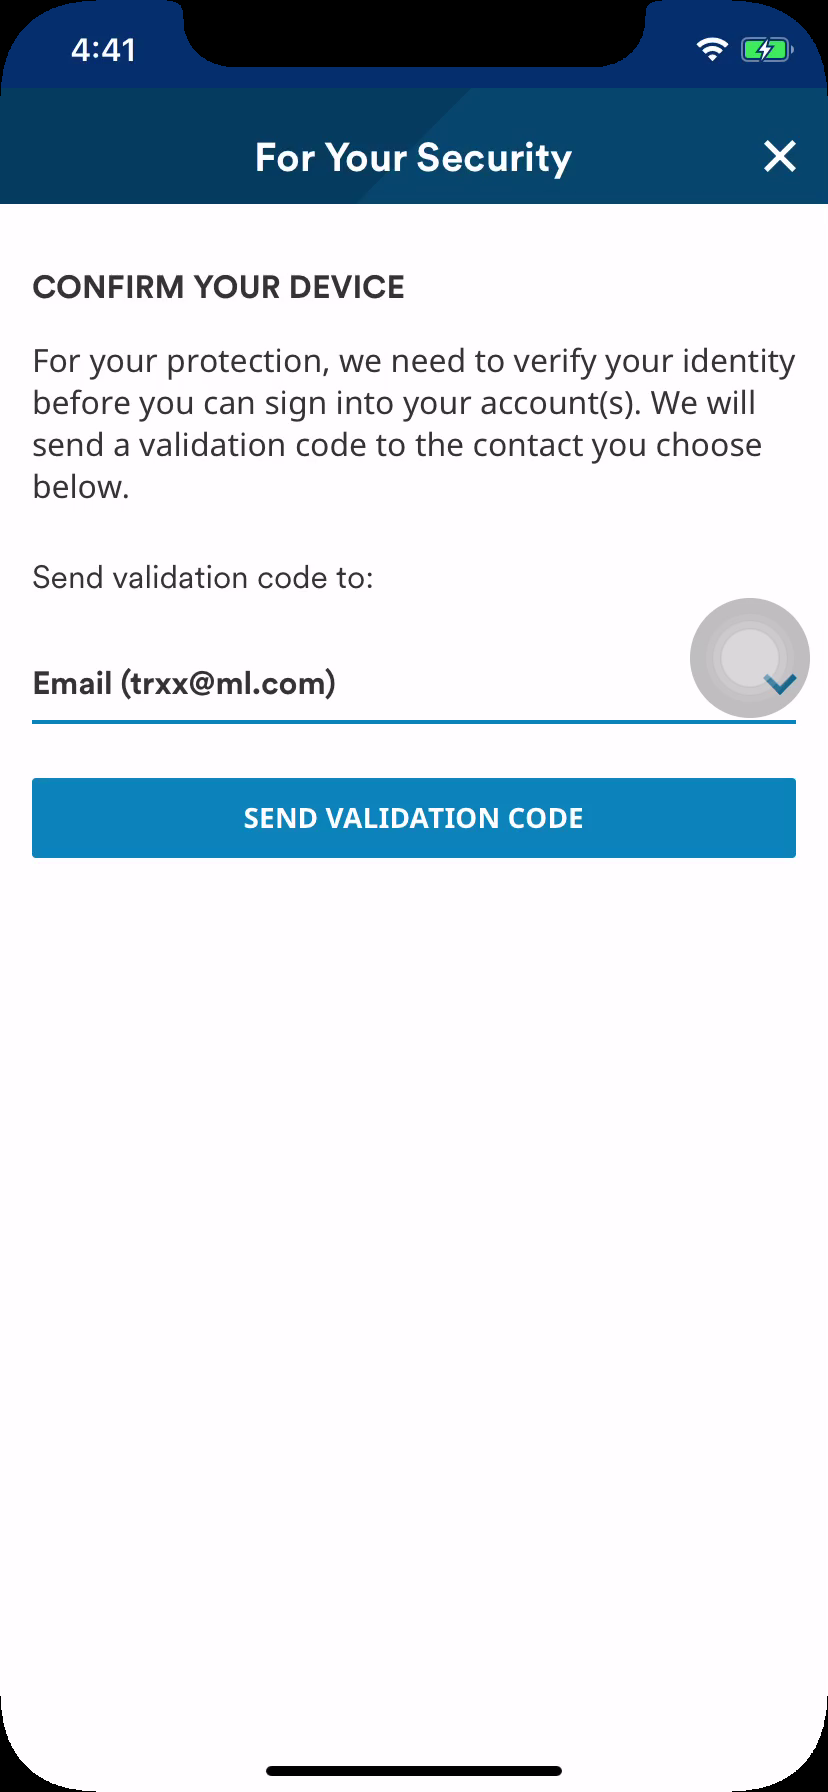 4:41
For Your Security
CONFIRM YOUR DEVICE
For your protection, we need to verify your identity
before you can sign into your account(s). We will
send a validation code to the contact you choose
below.
Send validation code to:
Email (trxx@ml.com)
SEND VALIDATION CODE